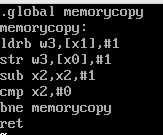 .global memorycopy
memorycopy:
ldrb w3,[x1],#1
str w3,[x0],#1
sub x2,x2,#1
cmp x2,#0
bne memorycopy
ret